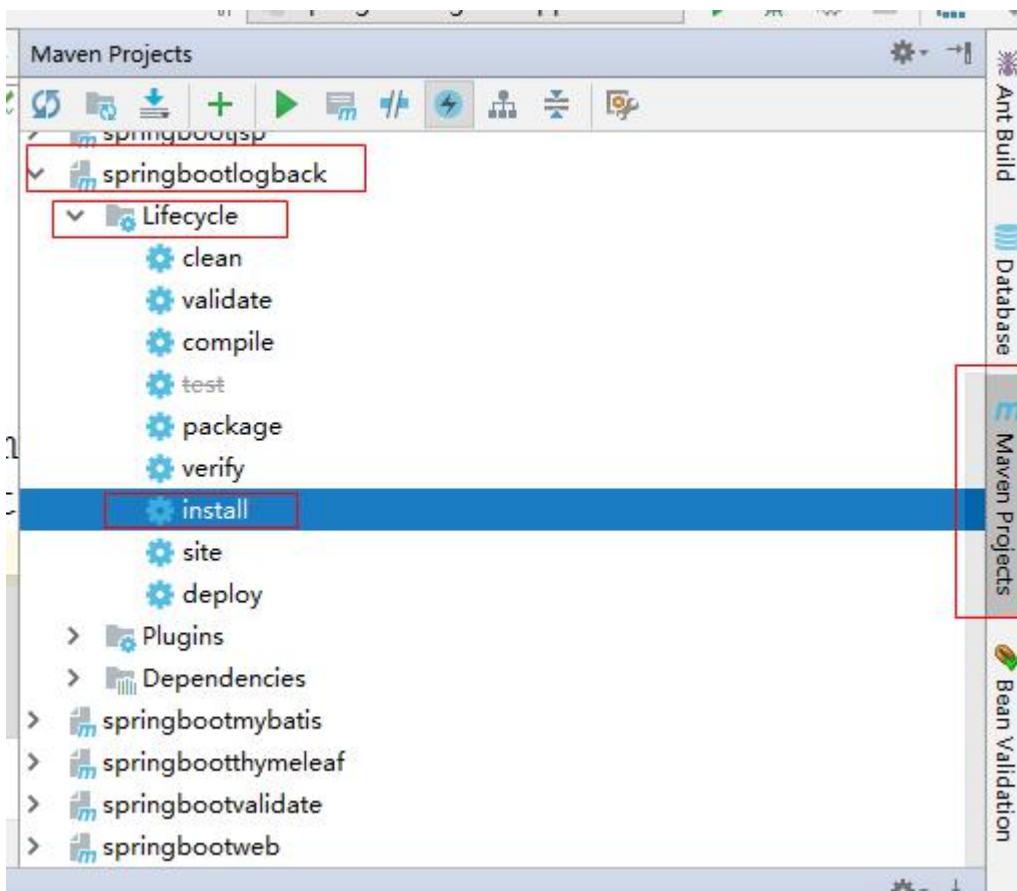 Maven Projects
springbootjsp
springbootlogback
Lifecycle
clean
validate
compile
test
package
verify
install
site
deploy
Plugins
Dependencies
springbootmybatis
springbootthymeleaf
springbootvalidate
springbootweb
Ant Build
Database
Maven Projects
Bean Validation